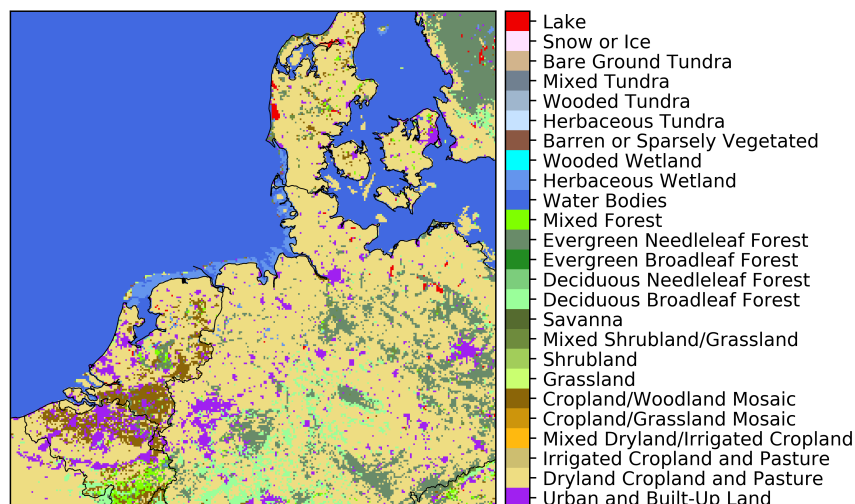 Lake
Snow or Ice
Bare Ground Tundra
Mixed Tundra
Wooded Tundra
Herbaceous Tundra
Barren or Sparsely Vegetated
Wooded Wetland
Herbaceous Wetland
Water Bodies
Mixed Forest
Evergreen Needleleaf Forest
Evergreen Broadleaf Forest
Deciduous Needleleaf Forest
Deciduous Broadleaf Forest
Savanna
Mixed Shrubland/Grassland
Shrubland
Grassland
Cropland/Woodland Mosaic
Cropland/Grassland Mosaic
Mixed Dryland/Irrigated Cropland
Irrigated Cropland and Pasture
Dryland Cropland and Pasture
Urban and Built-Up Land